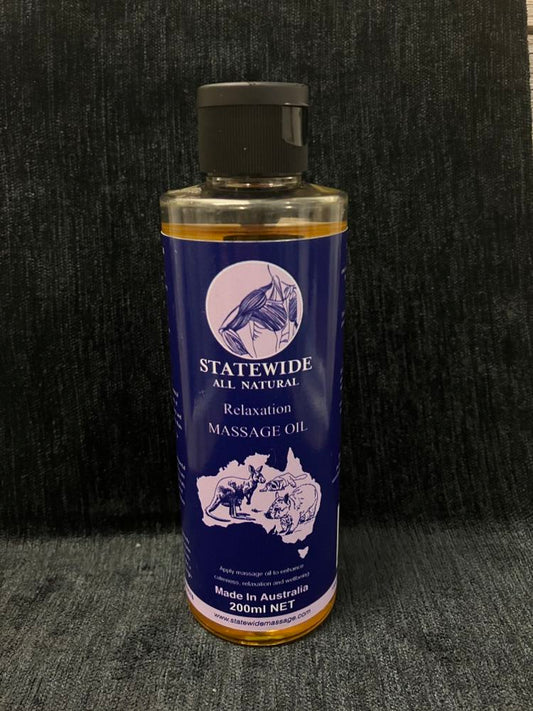 STATEWIDE
ALL NATURAL
Relaxation
MASSAGE OIL
Apply massage oil to enhance
calmness, relaxation and wellbeing
Made In Australia
200ml NET
www.statewidemassage.com